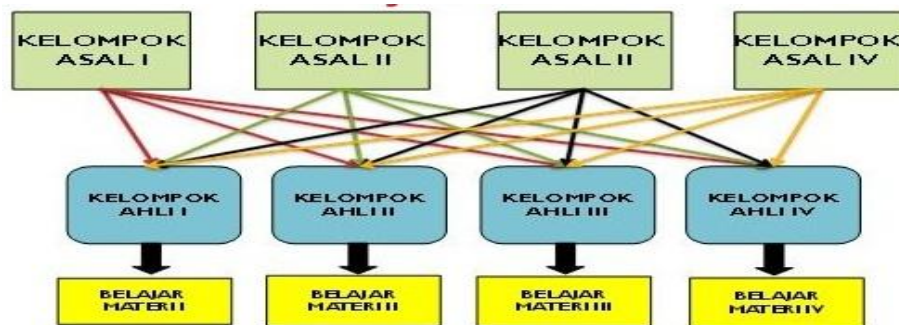 KELOMPOK
ASAL I
KELOMPOK
ASAL II
KELOMPOK
ASAL II
KELOMPOK
ASAL IV
KELOMPOK
AHLI I
KELOMPOK
AHLI II
KELOMPOK
AHLI III
KELOMPOK
AHLI IV
BELAJAR
MATERI I
BELAJAR
MATERI II
BELAJAR
MATERI III
BELAJAR
MATERI IV